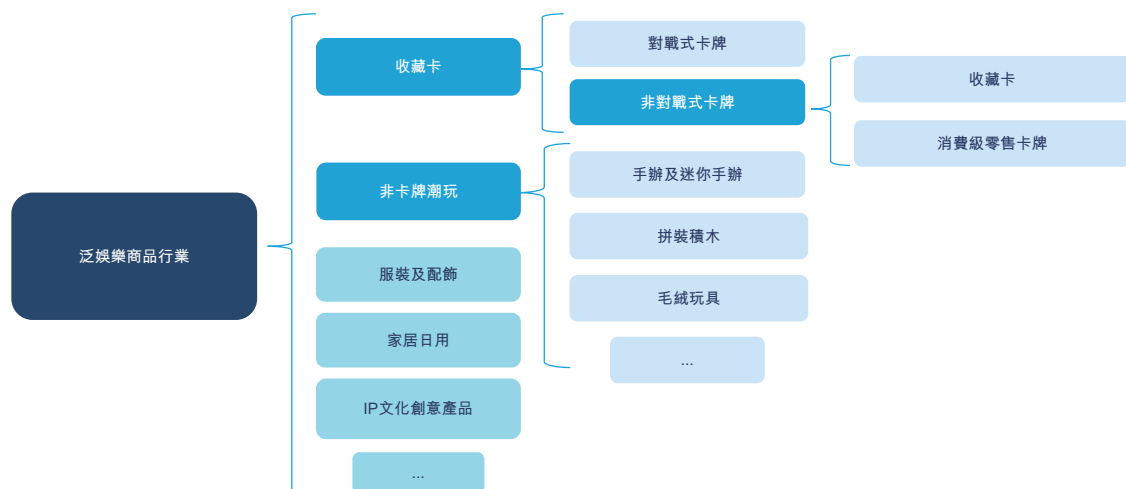 泛娛樂商品行業
收藏卡
非卡牌潮玩
服裝及配飾
家居日用
IP文化創意產品
...
對戰式卡牌
非對戰式卡牌
手辦及迷你手辦
拼裝積木
毛絨玩具
...
收藏卡
消費級零售卡牌